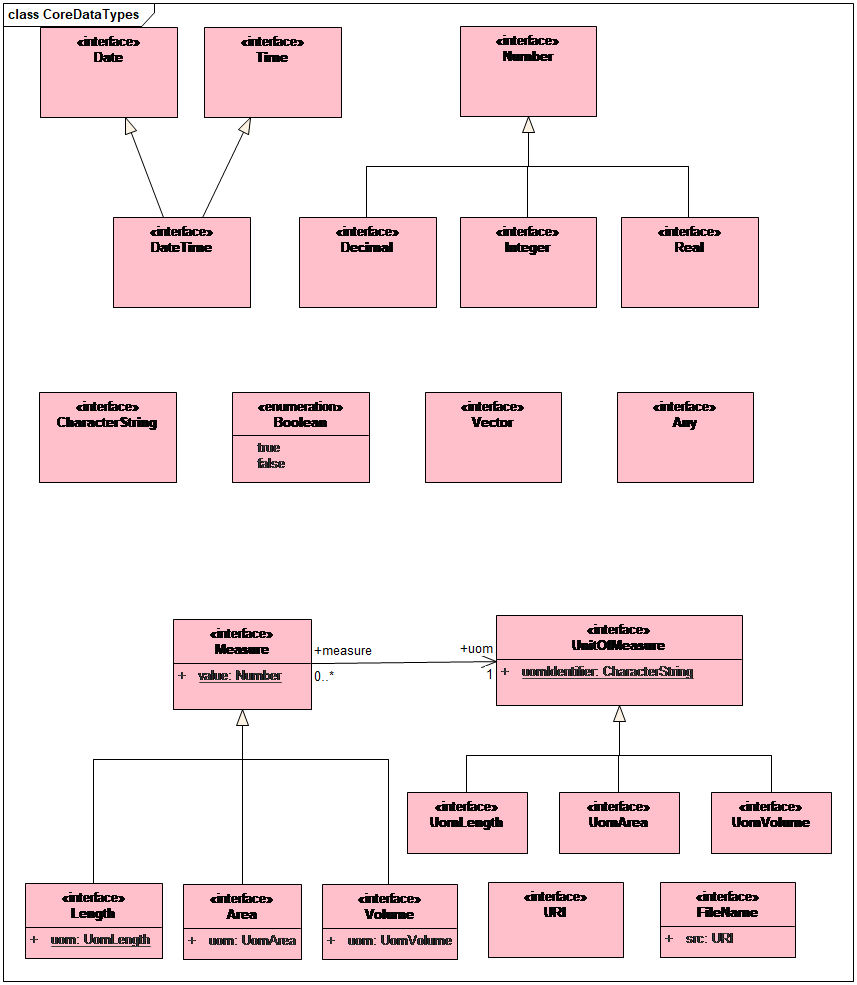 class CoreDataTypes
«interface»
Date
«interface»
Time
«interface»
Number
«interface»
DateTime
«interface»
Decimal
«interface»
Integer
«interface»
Real
«interface»
CharacterString
«enumeration»
Boolean
true
false
«interface»
Vector
«interface»
Any
«interface»
Measure
+ value: Number
+measure
0..*
+uom
1
«interface»
UnitOfMeasure
+ uomIdentifier: CharacterString
«interface»
UomLength
«interface»
UomArea
«interface»
UomVolume
«interface»
Length
+ uom: UomLength
«interface»
Area
+ uom: UomArea
«interface»
Volume
+ uom: UomVolume
«interface»
URI
«interface»
FileName
+ src: URI